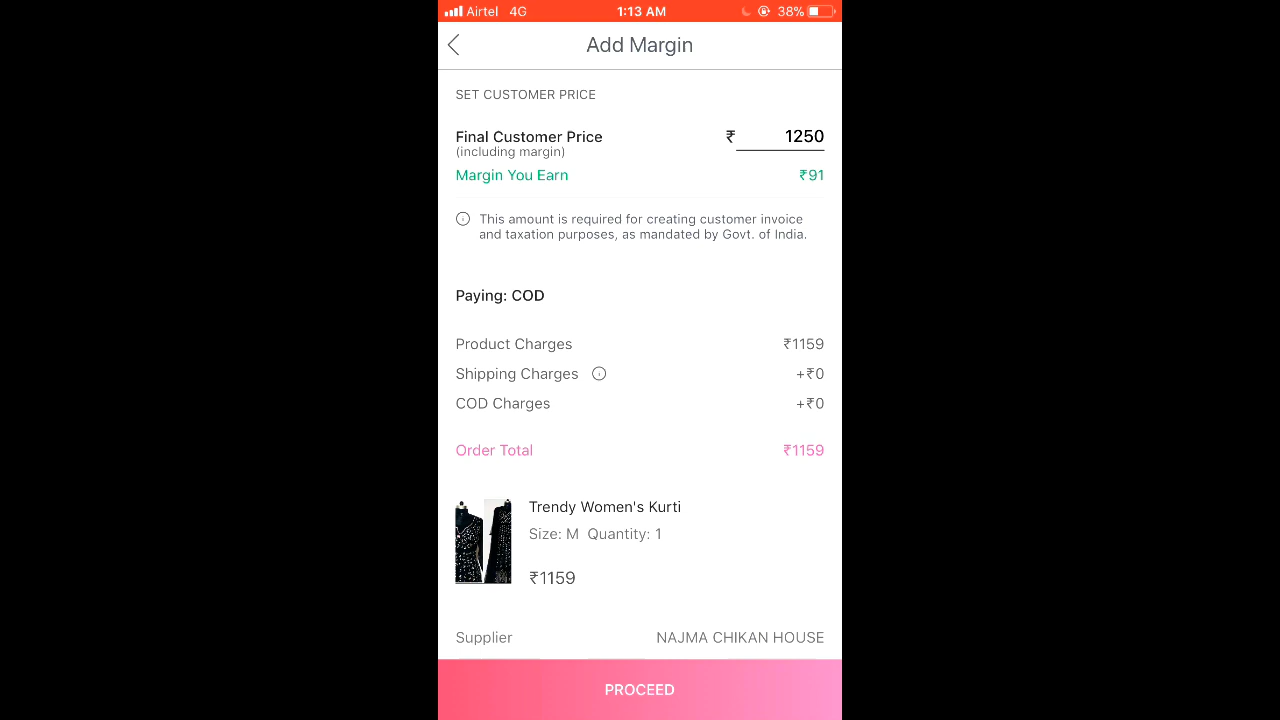 Airtel 4G 1:13 AM 38%
Add Margin
SET CUSTOMER PRICE
Final Customer Price ₹ 1250
(including margin)
Margin You Earn ₹91
This amount is required for creating customer invoice
and taxation purposes, as mandated by Govt. of India.
Paying: COD
Product Charges ₹1159
Shipping Charges +₹0
COD Charges +₹0
Order Total ₹1159
Trendy Women's Kurti
Size: M Quantity: 1
₹1159
Supplier NAJMA CHIKAN HOUSE
PROCEED